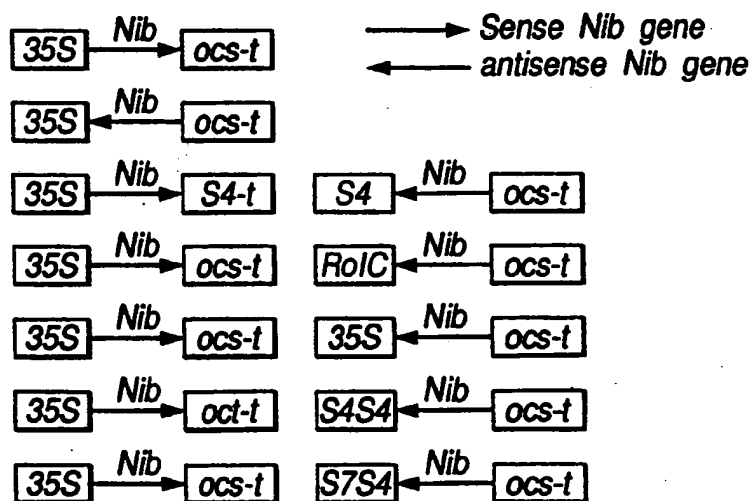 Nib Sense Nib gene
35S ocs-t antisense Nib gene
Nib
35S ocs-t
Nib Nib
35S S4-t S4 ocs-t
Nib Nib
35S ocs-t RolC ocs-t
Nib Nib
35S ocs-t 35S ocs-t
Nib Nib
35S oct-t S4S4 ocs-t
Nib Nib
35S ocs-t S7S4 ocs-t